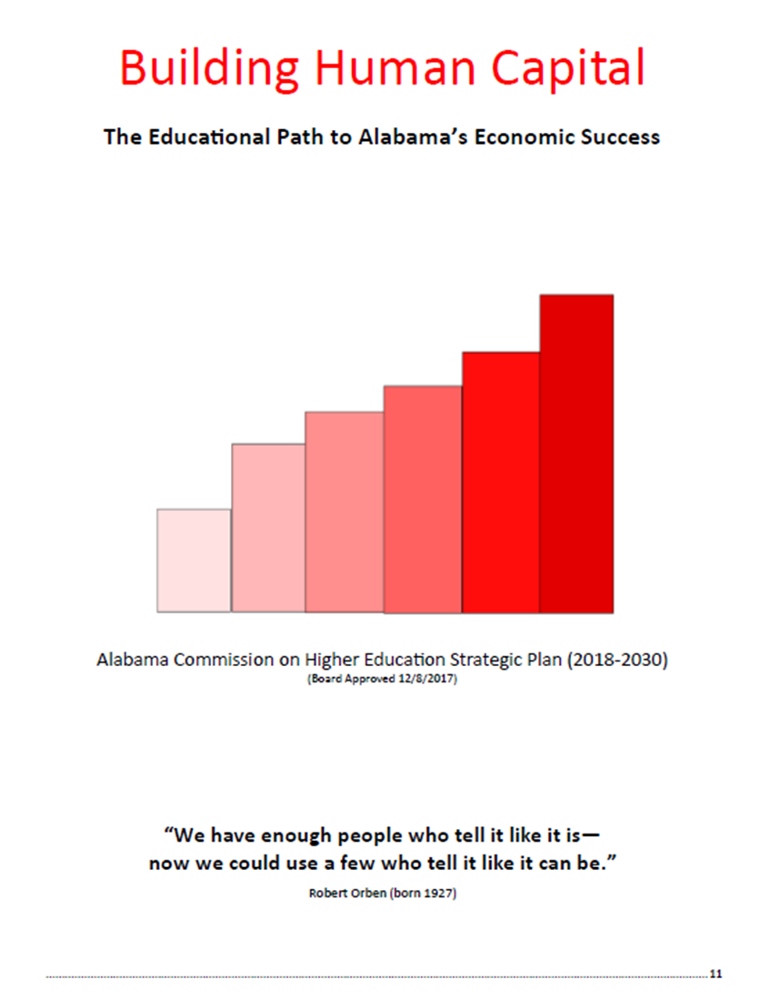 Building Human Capital
The Educational Path to Alabama’s Economic Success
Alabama Commission on Higher Education Strategic Plan (2018-2030)
(Board Approved 12/8/2017)
“We have enough people who tell it like it is—
now we could use a few who tell it like it can be.”
Robert Orben (born 1927)
11